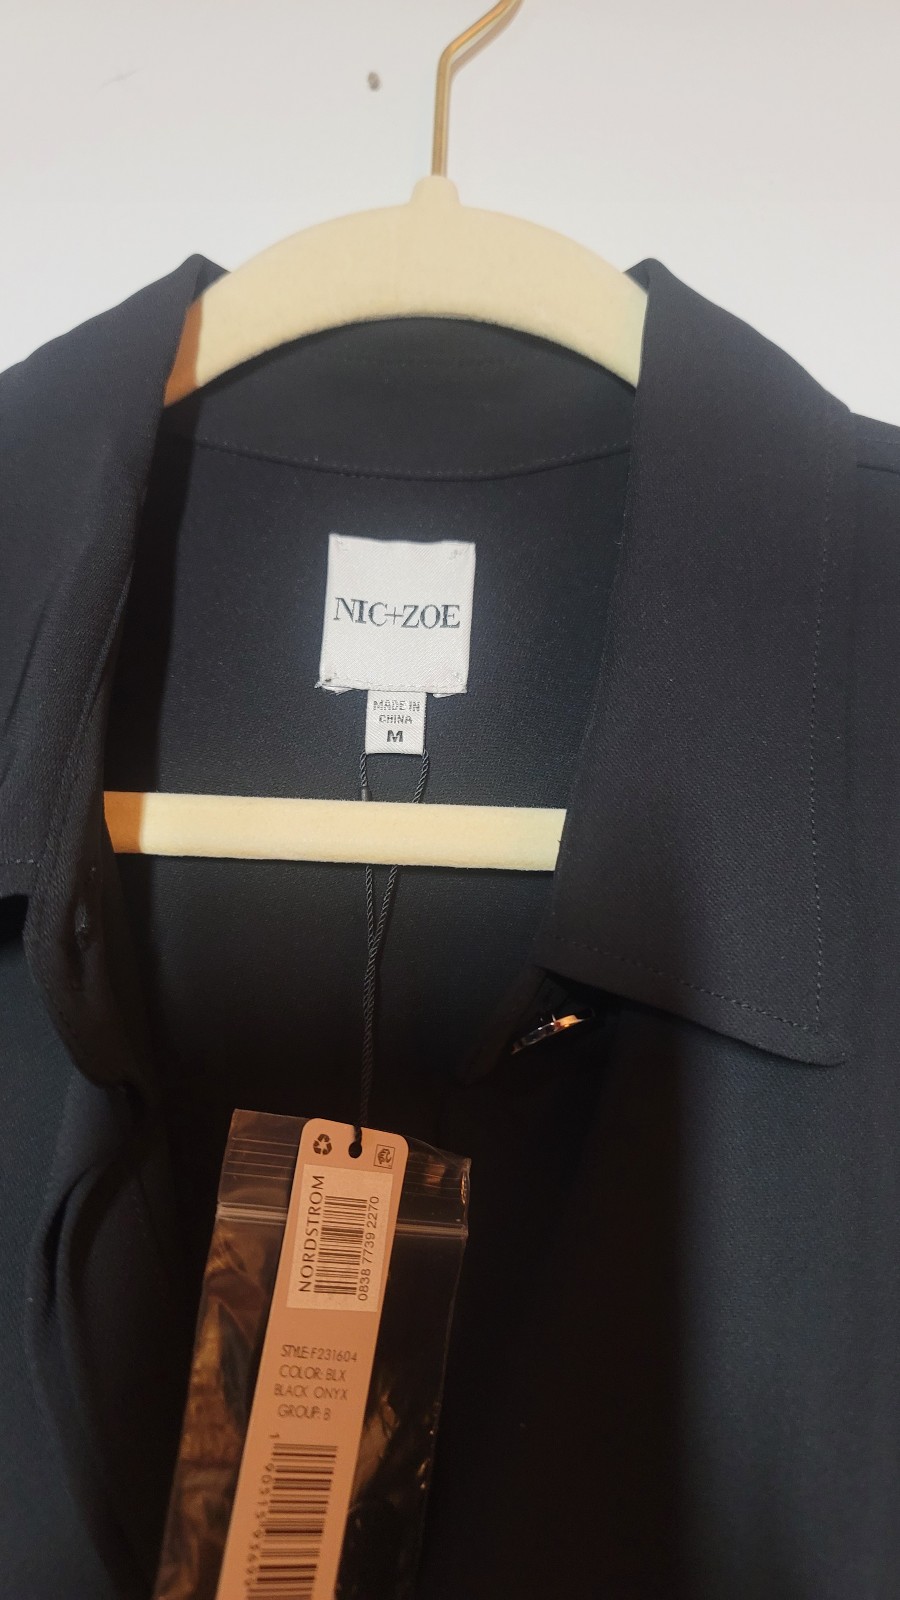 NIC+ZOE
MADE IN
CHINA
M
NORDSTROM
0838 7739 2270
STYLE: F231604
COLOR: BLX
BLACK ONYX
GROUP: B